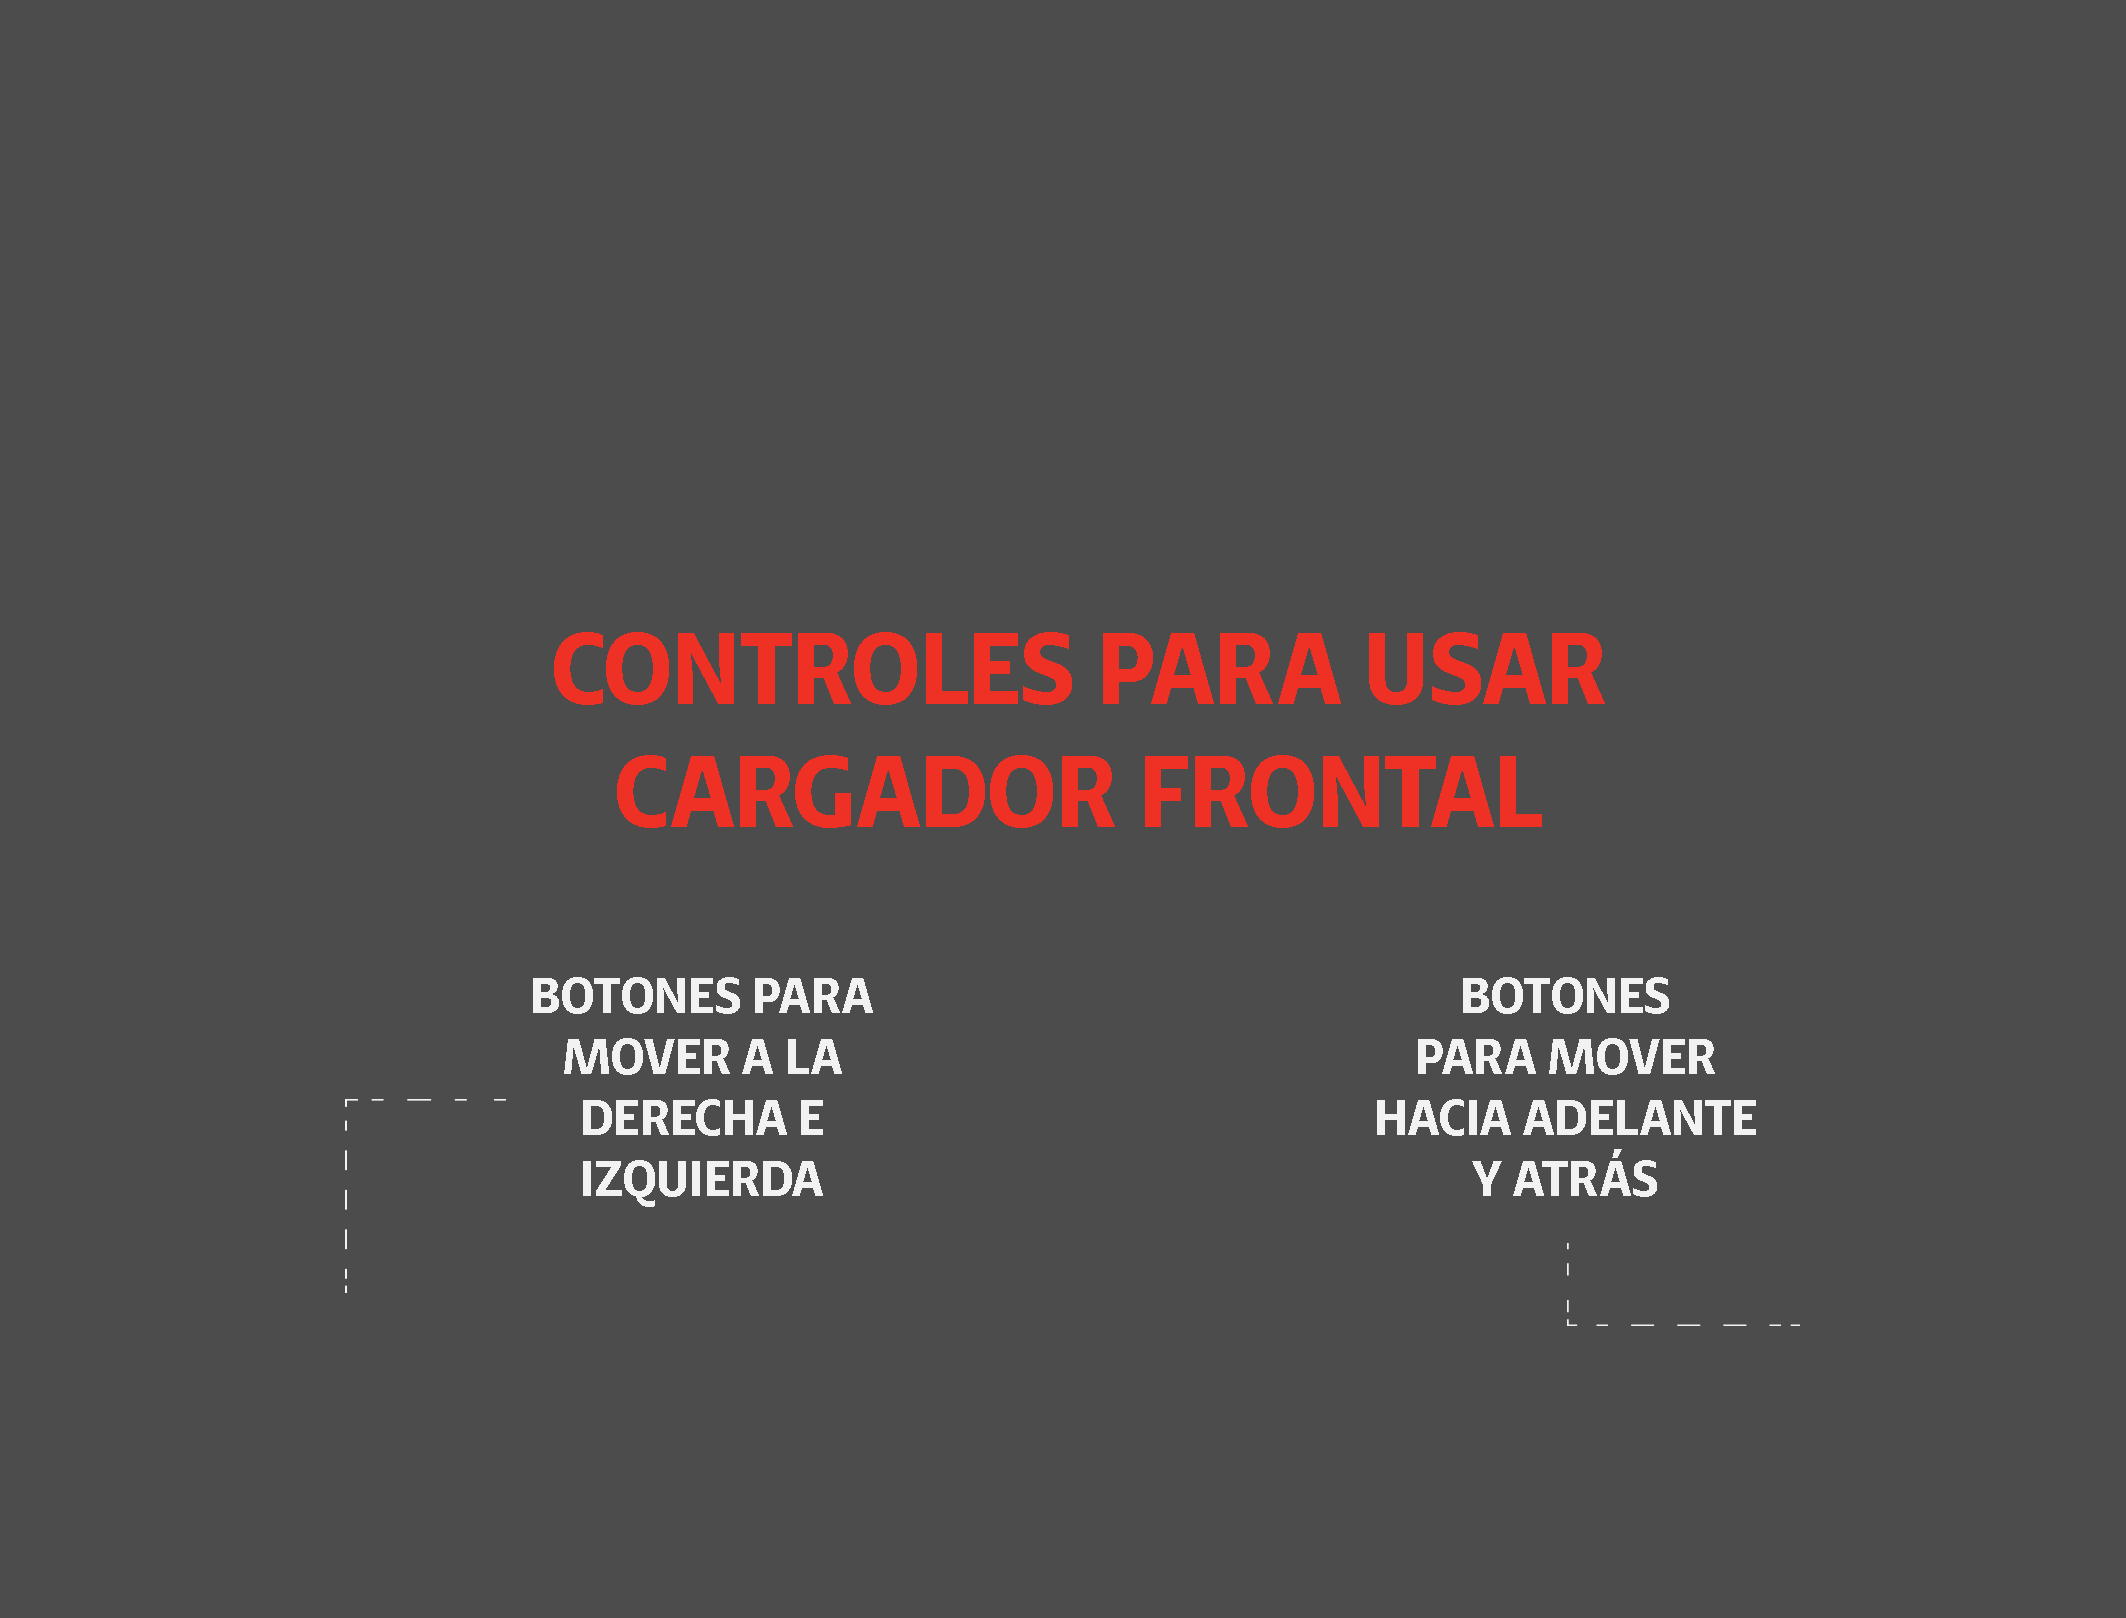 CONTROLES PARA USAR
CARGADOR FRONTAL
BOTONES PARA
MOVER A LA
DERECHA E
IZQUIERDA
BOTONES
PARA MOVER
HACIA ADELANTE
Y ATRÁS